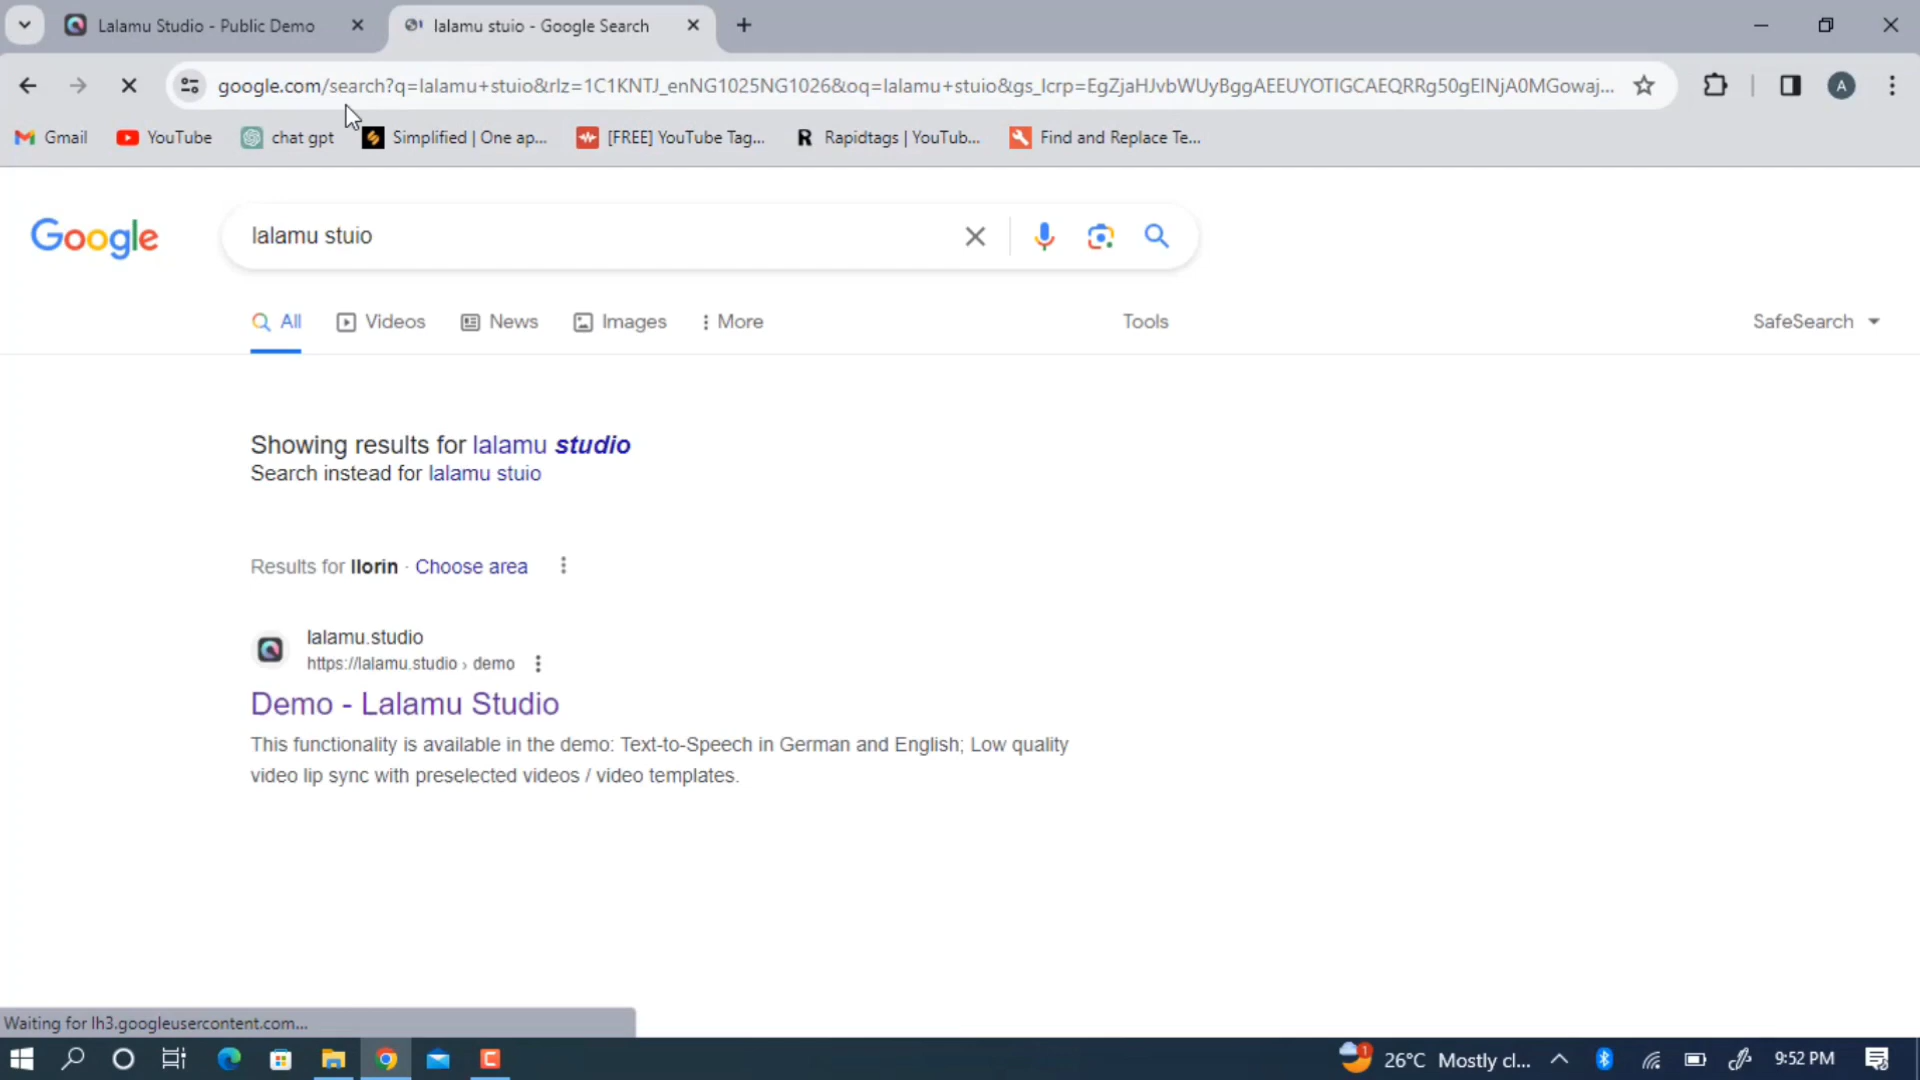 Lalamu Studio - Public Demo
lalamu stuio - Google Search
google.com/search?q=lalamu+stuio&rlz=1C1KNTJ_enNG1025NG1026&oq=lalamu+stuio&gs_lcrp=EgZjaHJvbWUyBggAEEUYOTIGCAEQRRg50gEINjA0MGowaj...
A
Gmail
YouTube
chat gpt
Simplified | One ap...
[FREE] YouTube Tag...
R
Rapidtags | YouTub...
Find and Replace Te...
Google
lalamu stuio
All
Videos
News
Images
More
Tools
SafeSearch
Showing results for lalamu studio
Search instead for lalamu stuio
Results for Ilorin · Choose area
lalamu.studio
https://lalamu.studio › demo
Demo - Lalamu Studio
This functionality is available in the demo: Text-to-Speech in German and English; Low quality
video lip sync with preselected videos / video templates.
Waiting for lh3.googleusercontent.com...
1
26°C Mostly cl...
9:52 PM